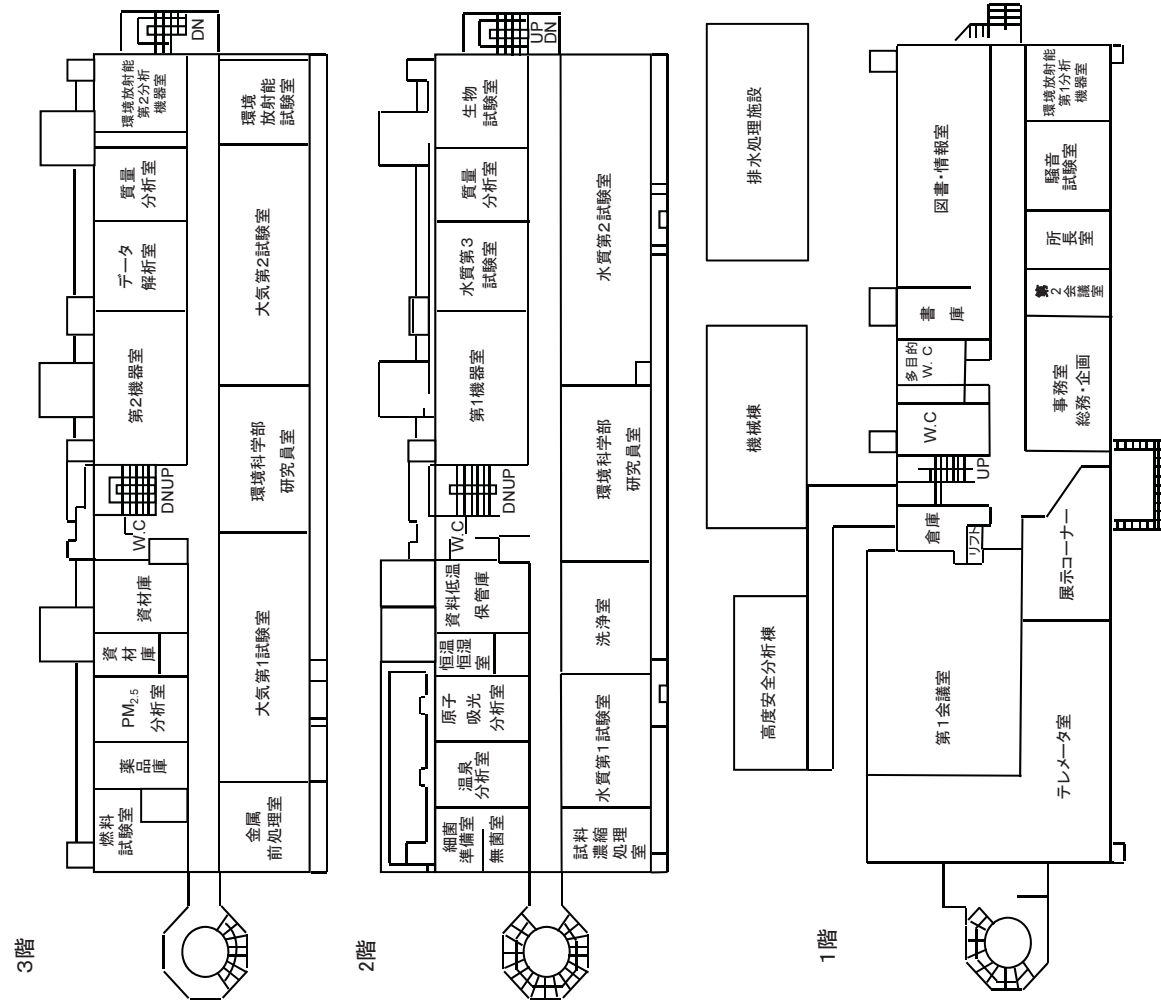 3階
燃料
試験室
薬品庫
PM2.5
分析室
資材庫
資材庫
W.C
DNUP
第2機器室
データ
解析室
質量
分析室
環境放射能
第2分析
機器室
DN
金属
前処理室
大気第1試験室
環境科学部
研究員室
大気第2試験室
環境
放射能
試験室
2階
細菌
準備室
無菌室
温泉
分析室
原子
吸光
分析室
恒温
恒湿
室
資料低温
保管庫
W.C
DNUP
第1機器室
水質第3
試験室
質量
分析室
生物
試験室
UP
DN
試料
濃縮
処理
室
水質第1試験室
洗浄室
環境科学部
研究員室
水質第2試験室
高度安全分析棟
機械棟
排水処理施設
1階
第1会議室
倉庫
リフト
UP
W.C
多目的
W.C
書庫
図書・情報室
テレメータ室
展示コーナー
事務室
総務・企画
第2会議室
所長室
騒音
試験室
環境放射能
第1分析
機器室